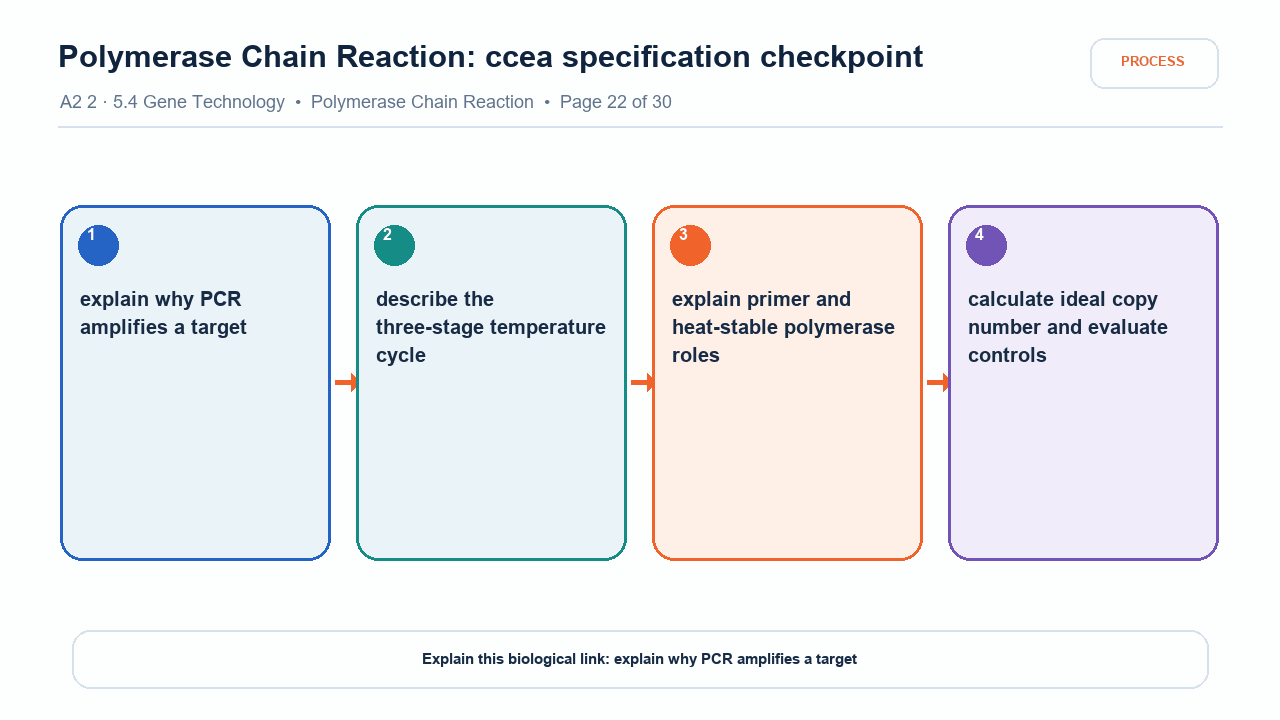 Polymerase Chain Reaction: ccea specification checkpoint
PROCESS
A2 2 · 5.4 Gene Technology • Polymerase Chain Reaction • Page 22 of 30
1
explain why PCR
amplifies a target
2
describe the
three-stage temperature
cycle
3
explain primer and
heat-stable polymerase
roles
4
calculate ideal copy
number and evaluate
controls
Explain this biological link: explain why PCR amplifies a target